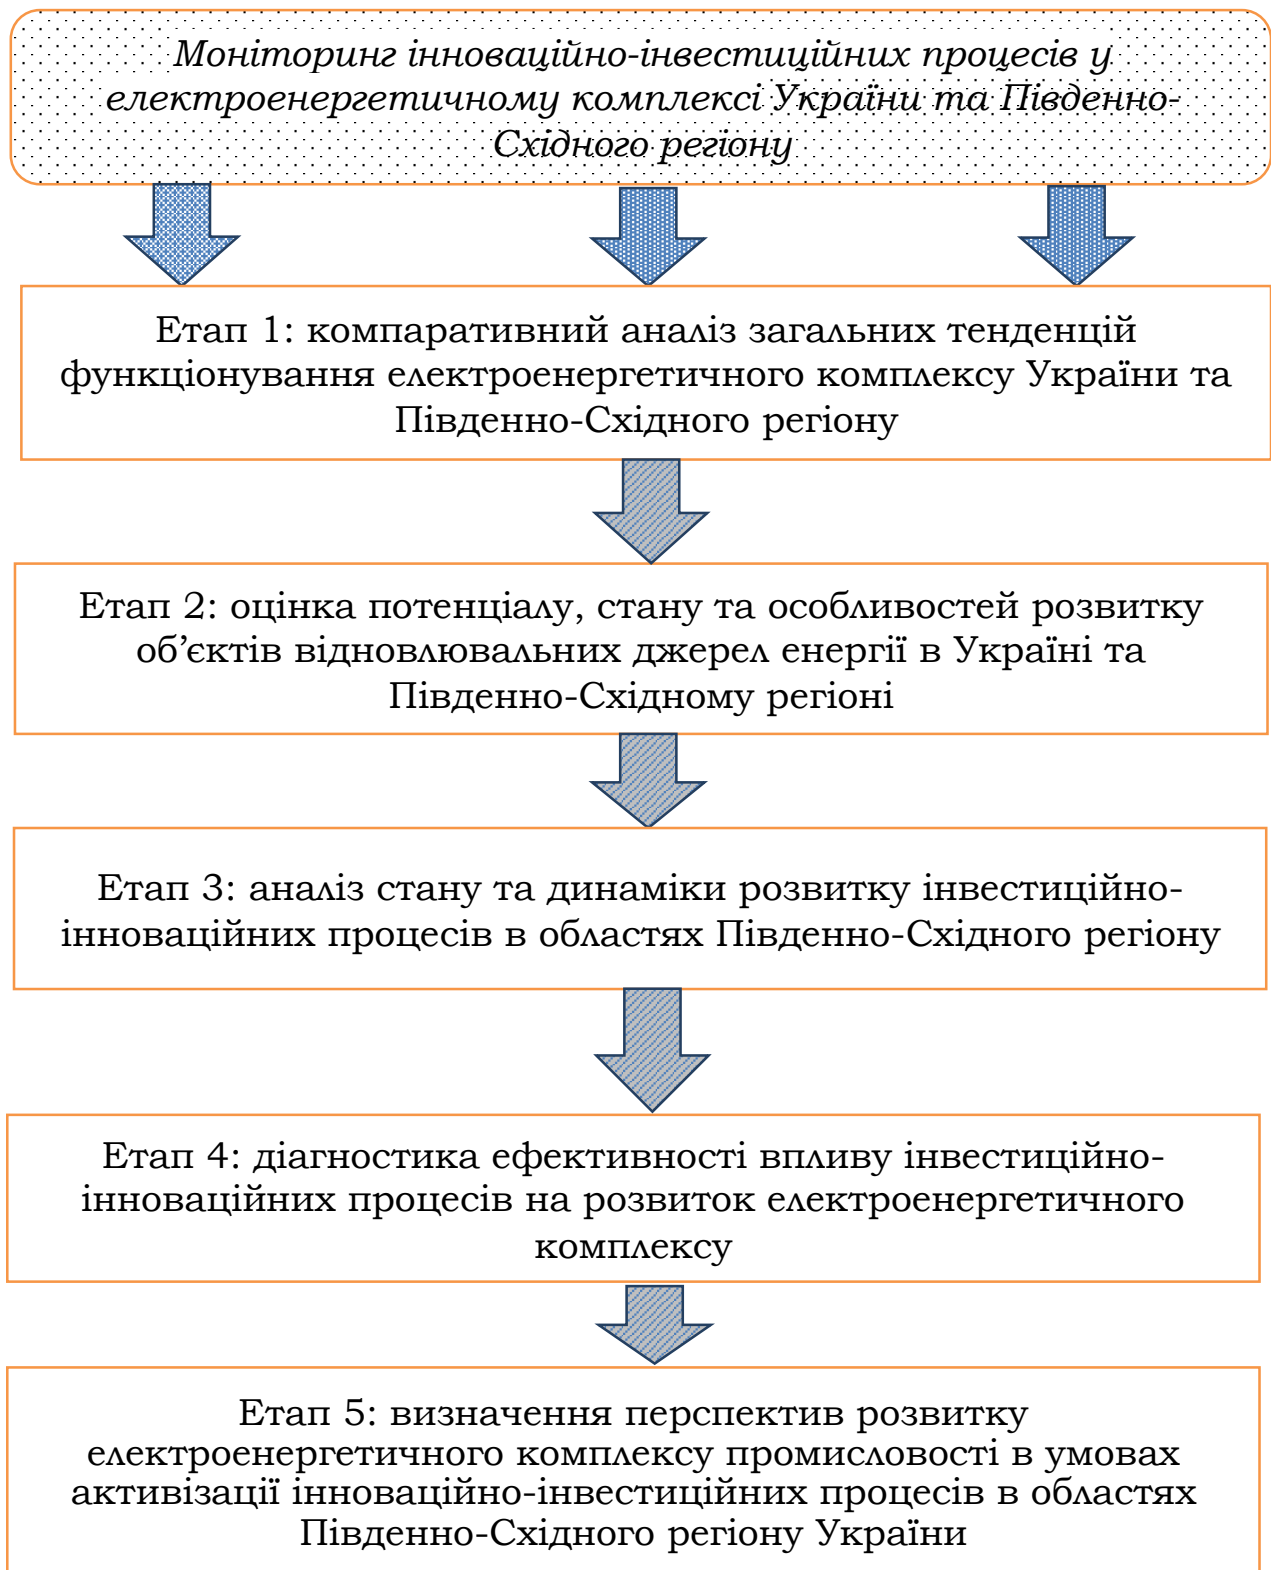 Моніторинг інноваційно-інвестиційних процесів у
електроенергетичному комплексі України та Південно-
Східного регіону
Етап 1: компаративний аналіз загальних тенденцій
функціонування електроенергетичного комплексу України та
Південно-Східного регіону
Етап 2: оцінка потенціалу, стану та особливостей розвитку
об’єктів відновлювальних джерел енергії в Україні та
Південно-Східному регіоні
Етап 3: аналіз стану та динаміки розвитку інвестиційно-
інноваційних процесів в областях Південно-Східного регіону
Етап 4: діагностика ефективності впливу інвестиційно-
інноваційних процесів на розвиток електроенергетичного
комплексу
Етап 5: визначення перспектив розвитку
електроенергетичного комплексу промисловості в умовах
активізації інноваційно-інвестиційних процесів в областях
Південно-Східного регіону України